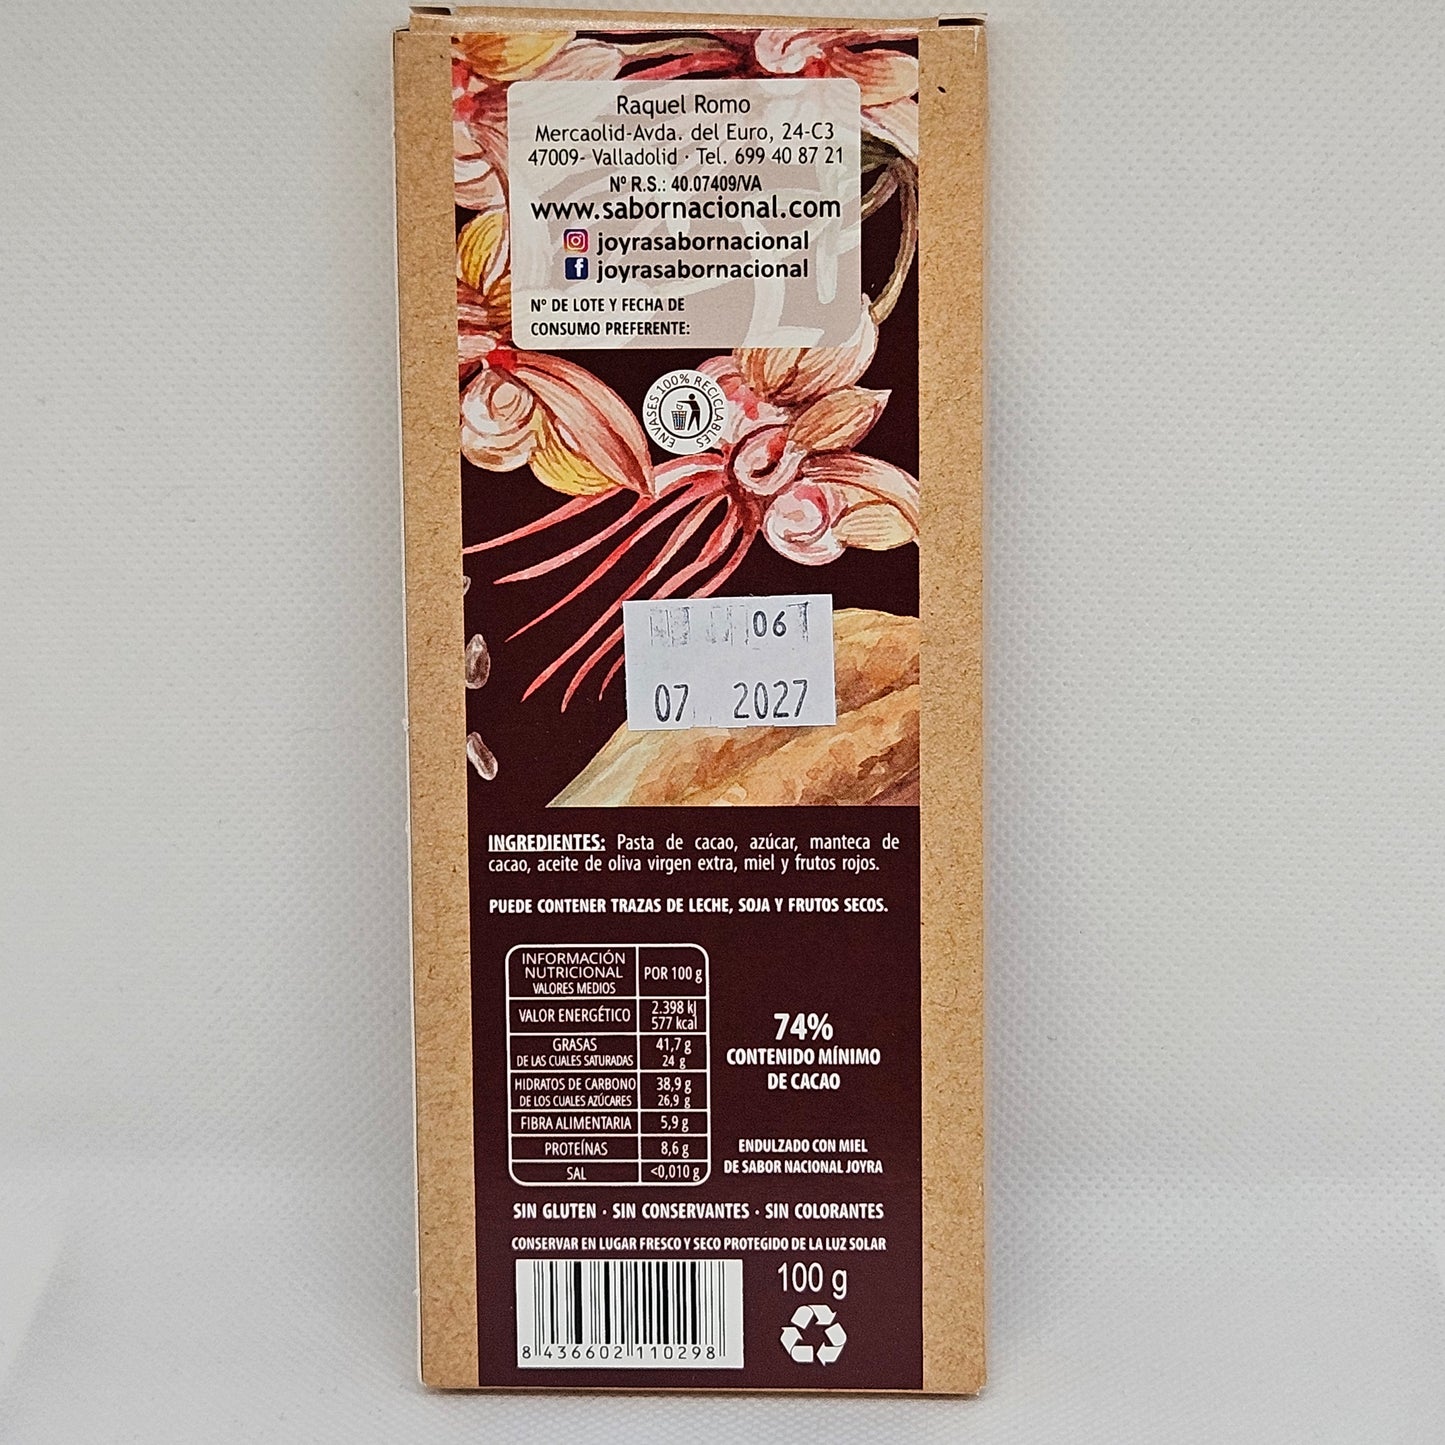 Raquel Romo
Mercaolid-Avda. del Euro, 24-C3
47009- Valladolid · Tel. 699 40 87 21
Nº R.S.: 40.07409/VA
www.sabornacional.com
joyrasabornacional
f joyrasabornacional
Nº DE LOTE Y FECHA DE
CONSUMO PREFERENTE:
ENVASES 100% RECICLABLES
06
07 2027
INGREDIENTES: Pasta de cacao, azúcar, manteca de
cacao, aceite de oliva virgen extra, miel y frutos rojos.
PUEDE CONTENER TRAZAS DE LECHE, SOJA Y FRUTOS SECOS.
INFORMACIÓN
NUTRICIONAL
VALORES MEDIOS
POR 100 g
VALOR ENERGÉTICO
2.398 kJ
577 kcal
GRASAS
41,7 g
DE LAS CUALES SATURADAS
24 g
HIDRATOS DE CARBONO
38,9 g
DE LOS CUALES AZÚCARES
26,9 g
FIBRA ALIMENTARIA
5,9 g
PROTEÍNAS
8,6 g
SAL
<0,010 g
74%
CONTENIDO MÍNIMO
DE CACAO
ENDULZADO CON MIEL
DE SABOR NACIONAL JOYRA
SIN GLUTEN · SIN CONSERVANTES · SIN COLORANTES
CONSERVAR EN LUGAR FRESCO Y SECO PROTEGIDO DE LA LUZ SOLAR
100 g
8 436602 110298